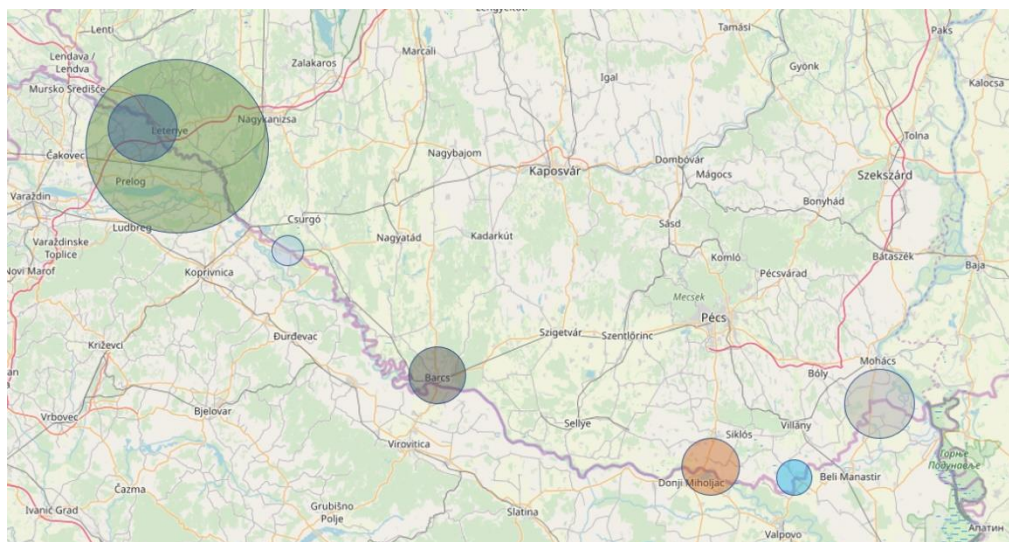 Lenti
Tamási
Paks
Marcali
Lendava /
Lendva
Zalakaros
Igal
Gyönk
Kalocsa
Mursko Središče
Nagykanizsa
Letenye
Tolna
Čakovec
Nagybajom
Dombóvár
Kaposvár
Mágocs
Szekszárd
Prelog
Varaždin
Bonyhád
Ludbreg
Csurgó
Sásd
Varaždinske
Toplice
Nagyatád
Kadarkút
Komló
Bátaszék
Baja
Novi Marof
Koprivnica
Pécsvárad
Mecsek
Pécs
Đurđevac
Szigetvár
Szentlőrinc
Križevci
Mohács
Bóly
Barcs
Vrbovec
Bjelovar
Sellye
Villány
Siklós
Virovitica
Горње
Подунавље
Donji Miholjac
Beli Manastir
Čazma
Ivanić Grad
Grubišno
Polje
Slatina
Valpovo
Апатин